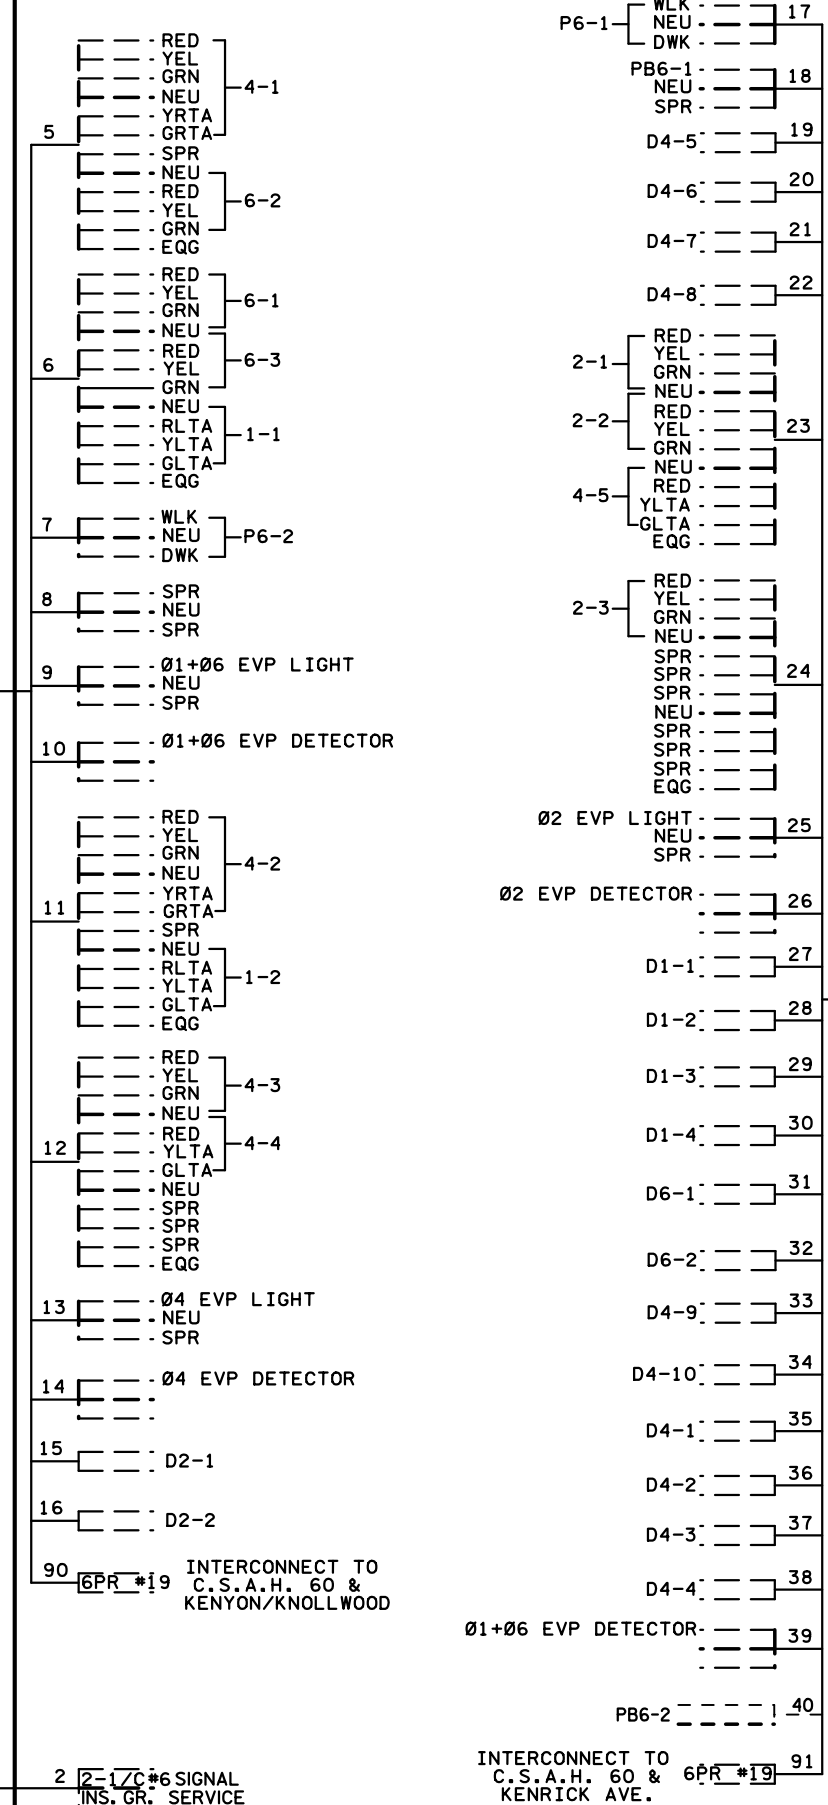 RED
YEL
GRN
NEU
4-1
YRTA
GRTA
5
SPR
NEU
RED
6-2
YEL
GRN
EQG
RED
YEL
6-1
GRN
NEU
RED
6-3
6
YEL
GRN
NEU
RLTA
1-1
YLTA
GLTA
EQG
7
WLK
NEU
P6-2
DWK
8
SPR
NEU
SPR
9
Ø1+Ø6 EVP LIGHT
NEU
SPR
10
Ø1+Ø6 EVP DETECTOR
RED
YEL
GRN
4-2
NEU
YRTA
11
GRTA
SPR
NEU
RLTA
1-2
YLTA
GLTA
EQG
RED
YEL
4-3
GRN
NEU
RED
4-4
12
YLTA
GLTA
NEU
SPR
SPR
SPR
EQG
13
Ø4 EVP LIGHT
NEU
SPR
14
Ø4 EVP DETECTOR
15
D2-1
16
D2-2
90
6PR #19
INTERCONNECT TO
C.S.A.H. 60 &
KENYON/KNOLLWOOD
2
2-1/C#6 SIGNAL
INS. GR. SERVICE
WLK
17
P6-1
NEU
DWK
PB6-1
18
NEU
SPR
D4-5
19
D4-6
20
D4-7
21
D4-8
22
RED
YEL
2-1
GRN
NEU
RED
2-2
YEL
23
GRN
NEU
RED
4-5
YLTA
GLTA
EQG
RED
YEL
2-3
GRN
NEU
SPR
SPR
24
SPR
NEU
SPR
SPR
SPR
EQG
Ø2 EVP LIGHT
25
NEU
SPR
Ø2 EVP DETECTOR
26
D1-1
27
D1-2
28
D1-3
29
D1-4
30
D6-1
31
D6-2
32
D4-9
33
D4-10
34
D4-1
35
D4-2
36
D4-3
37
D4-4
38
Ø1+Ø6 EVP DETECTOR
39
PB6-2
40
INTERCONNECT TO
C.S.A.H. 60 &
KENRICK AVE.
6PR #19
91